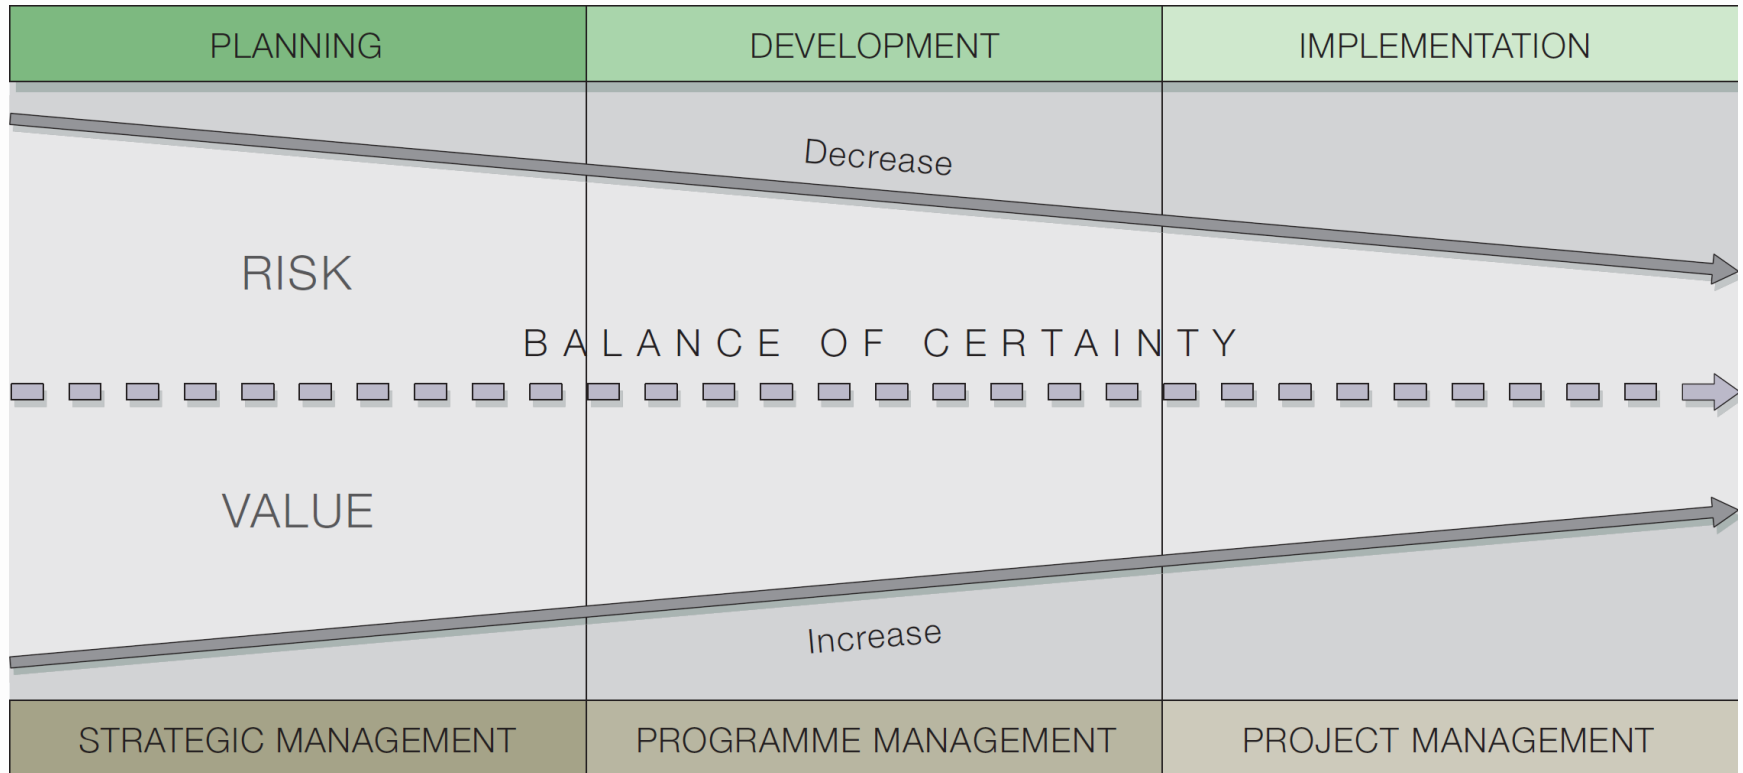 PLANNING
DEVELOPMENT
IMPLEMENTATION
Decrease
RISK
BALANCE OF CERTAINTY
VALUE
Increase
STRATEGIC MANAGEMENT
PROGRAMME MANAGEMENT
PROJECT MANAGEMENT